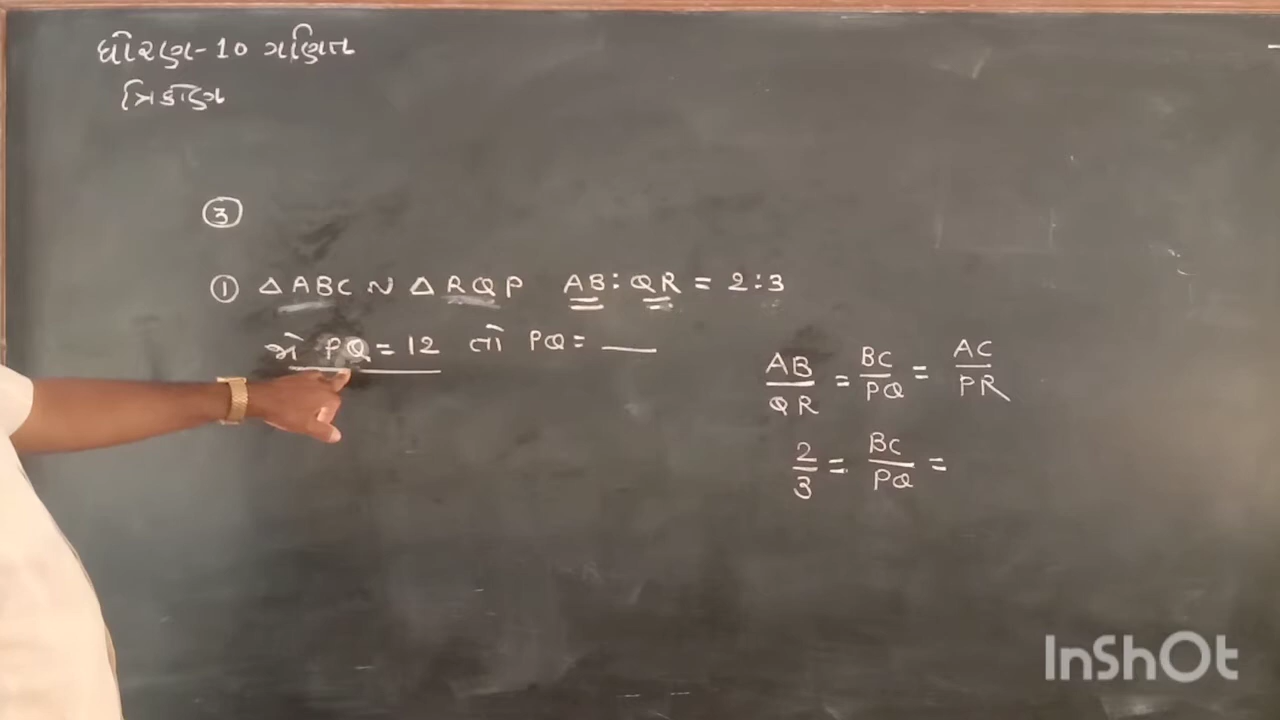 ધોરણ-10 ગણિત
ત્રિકોણ
③
① △ABC ~ △RQP AB:QR = 2:3
જો PQ=12 તો PQ= ___
AB/QR = BC/PQ = AC/PR
2/3 = BC/PQ =
InShOt